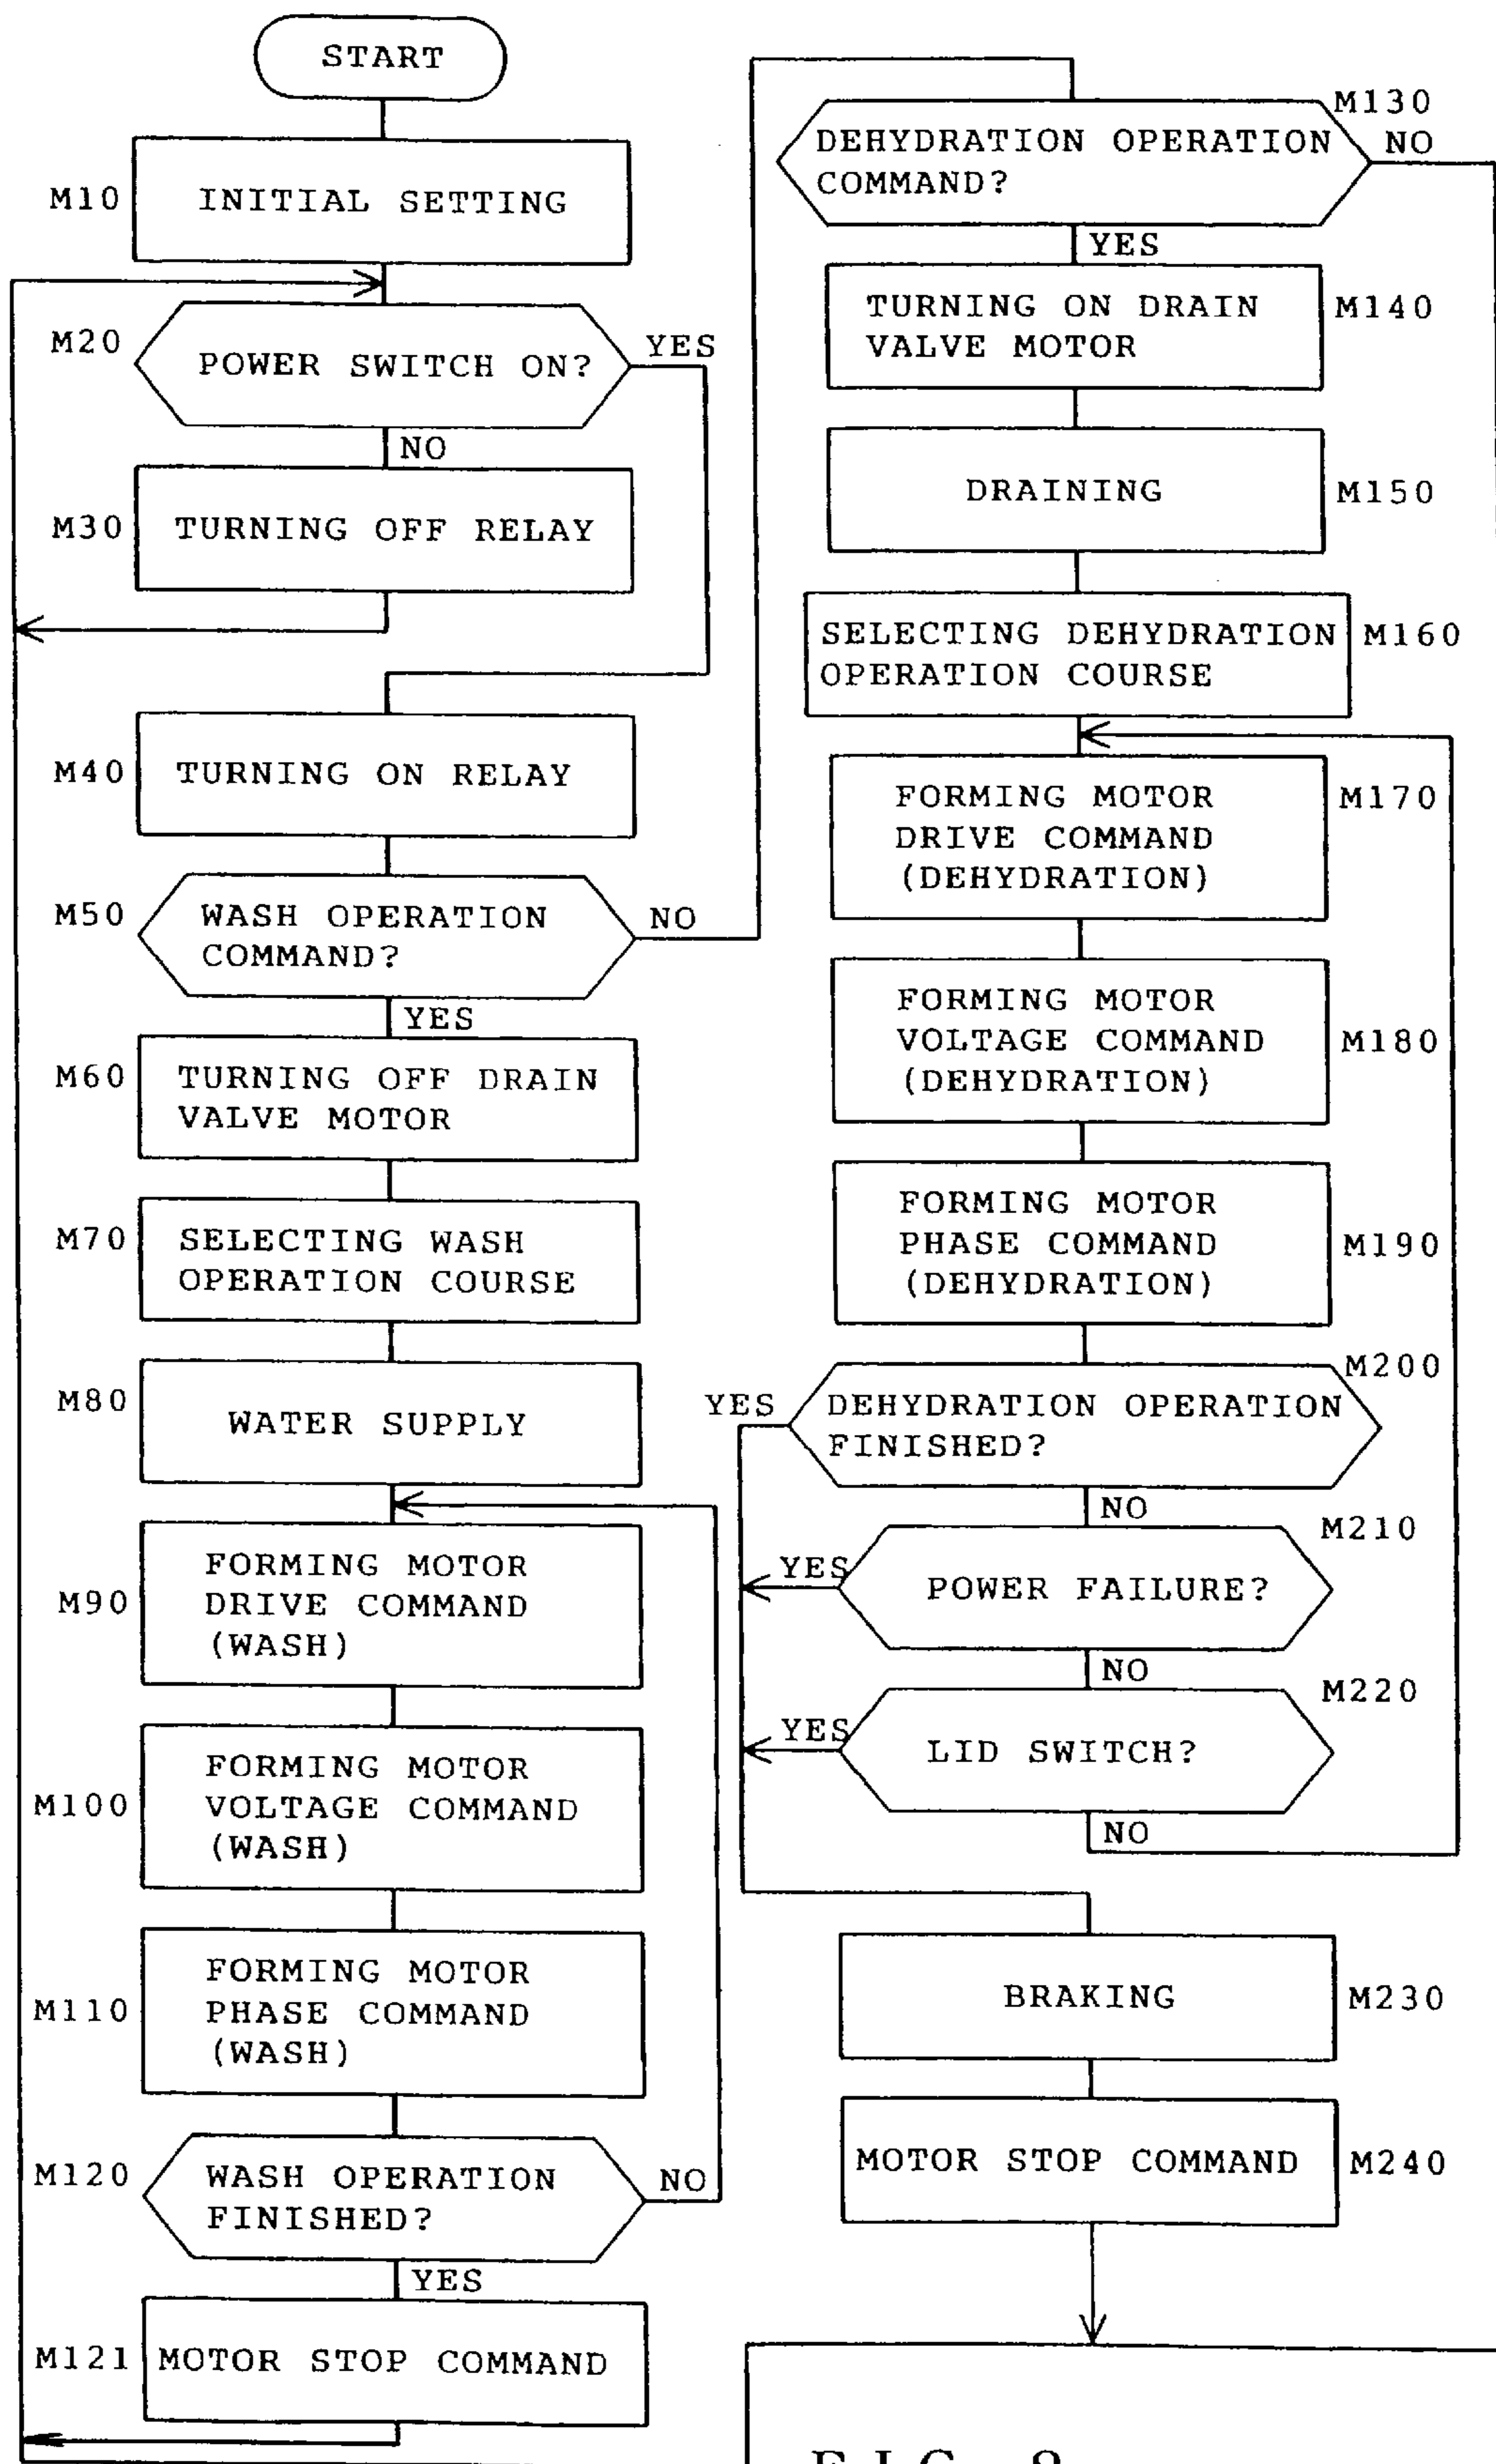 START
M10
INITIAL SETTING
M20
POWER SWITCH ON?
YES
NO
M30
TURNING OFF RELAY
M40
TURNING ON RELAY
M50
WASH OPERATION
COMMAND?
NO
YES
M60
TURNING OFF DRAIN
VALVE MOTOR
M70
SELECTING WASH
OPERATION COURSE
M80
WATER SUPPLY
M90
FORMING MOTOR
DRIVE COMMAND
(WASH)
M100
FORMING MOTOR
VOLTAGE COMMAND
(WASH)
M110
FORMING MOTOR
PHASE COMMAND
(WASH)
M120
WASH OPERATION
FINISHED?
NO
YES
M121
MOTOR STOP COMMAND
M130
DEHYDRATION OPERATION
COMMAND?
NO
YES
TURNING ON DRAIN
VALVE MOTOR
M140
DRAINING
M150
SELECTING DEHYDRATION
OPERATION COURSE
M160
FORMING MOTOR
DRIVE COMMAND
(DEHYDRATION)
M170
FORMING MOTOR
VOLTAGE COMMAND
(DEHYDRATION)
M180
FORMING MOTOR
PHASE COMMAND
(DEHYDRATION)
M190
M200
YES
DEHYDRATION OPERATION
FINISHED?
NO
M210
YES
POWER FAILURE?
NO
M220
YES
LID SWITCH?
NO
BRAKING
M230
MOTOR STOP COMMAND
M240